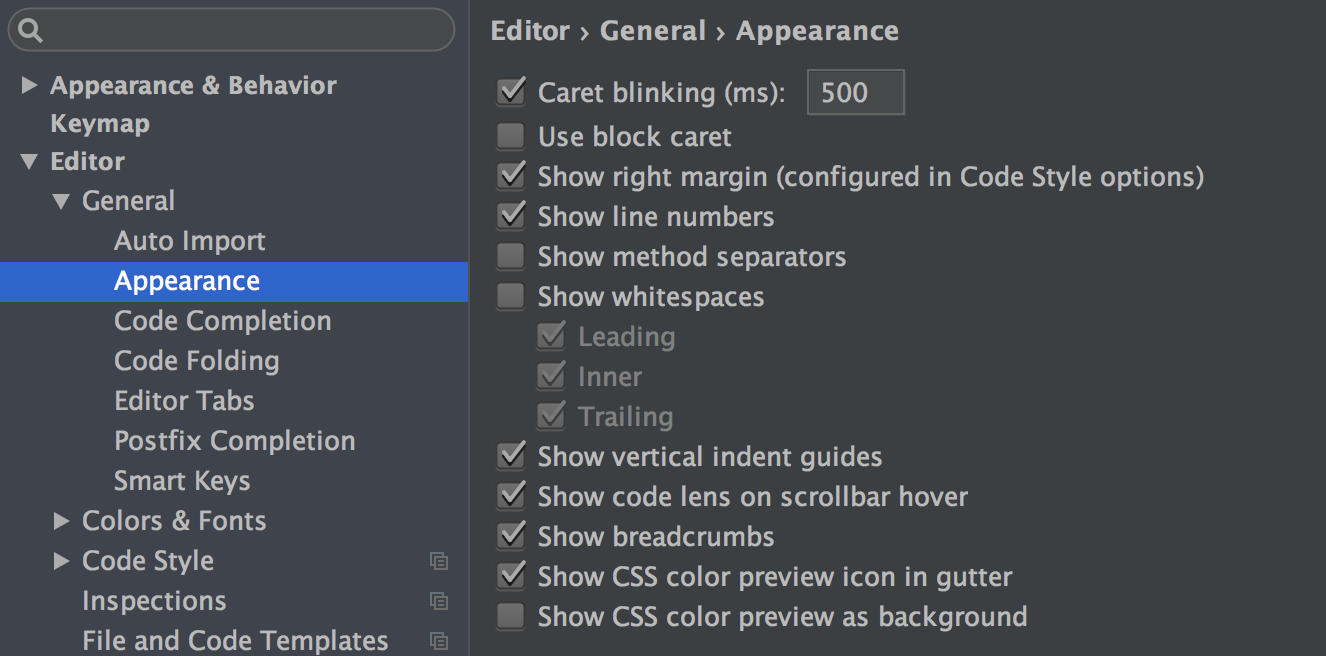 Appearance & Behavior
Keymap
Editor
General
Auto Import
Appearance
Code Completion
Code Folding
Editor Tabs
Postfix Completion
Smart Keys
Colors & Fonts
Code Style
Inspections
File and Code Templates
Editor › General › Appearance
Caret blinking (ms): 500
Use block caret
Show right margin (configured in Code Style options)
Show line numbers
Show method separators
Show whitespaces
Leading
Inner
Trailing
Show vertical indent guides
Show code lens on scrollbar hover
Show breadcrumbs
Show CSS color preview icon in gutter
Show CSS color preview as background